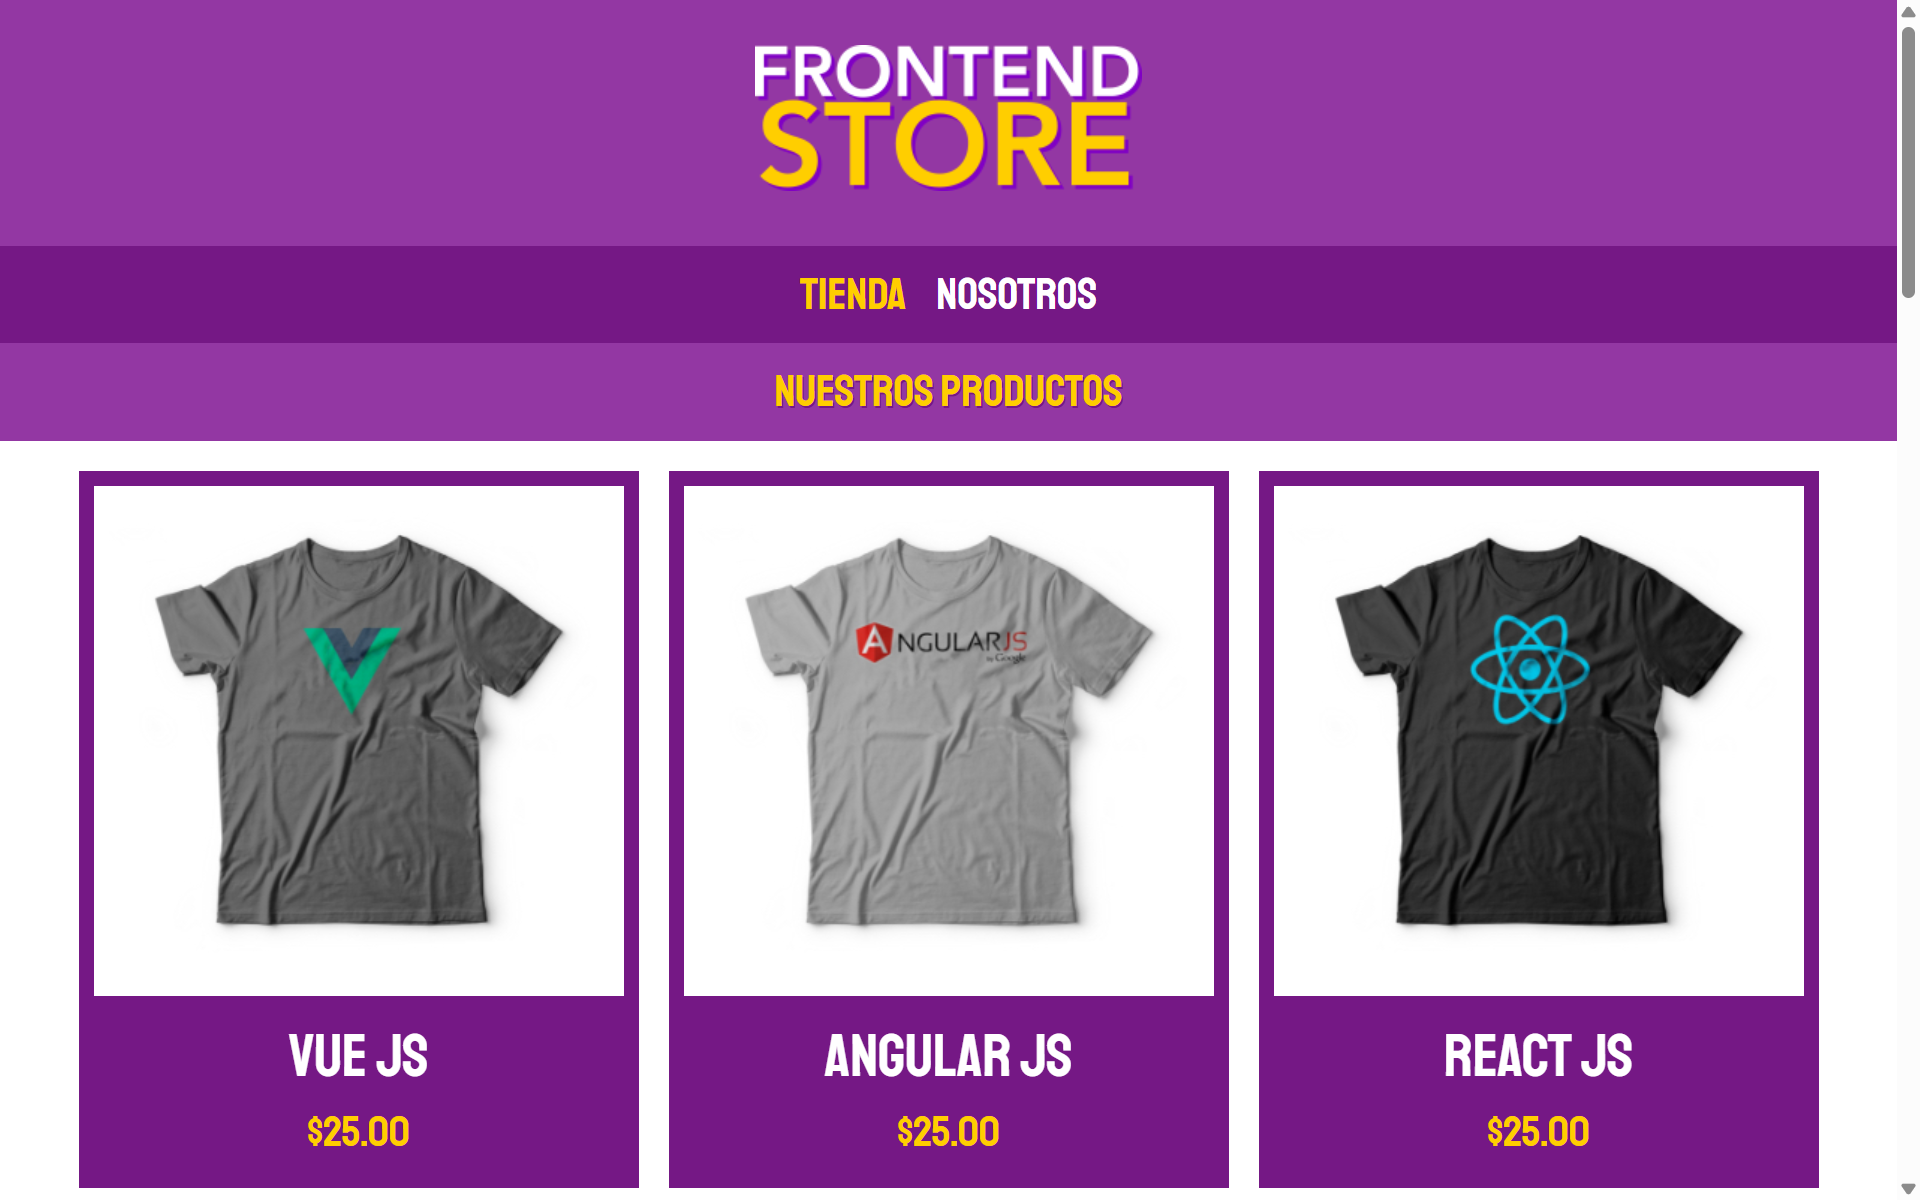 FRONTEND
STORE
TIENDA NOSOTROS
NUESTROS PRODUCTOS
ANGULARJS
by Google
VUE JS
$25.00
ANGULAR JS
$25.00
REACT JS
$25.00